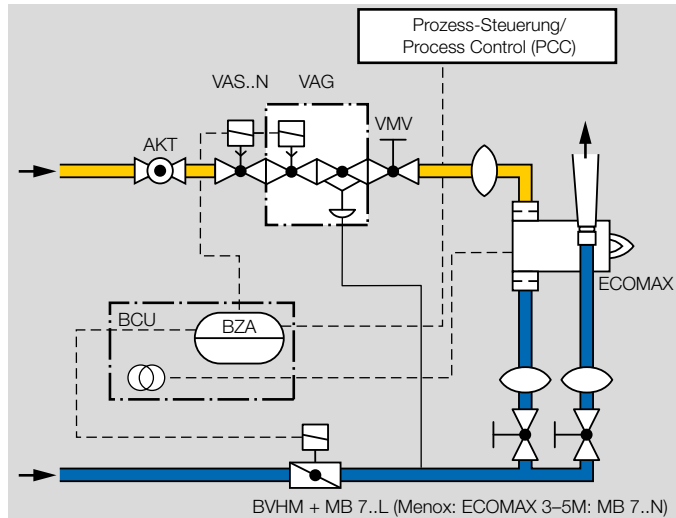 Prozess-Steuerung/
Process Control (PCC)
VAS..N
VAG
VMV
AKT
ECOMAX
BCU
BZA
BVHM + MB 7..L (Menox: ECOMAX 3–5M: MB 7..N)